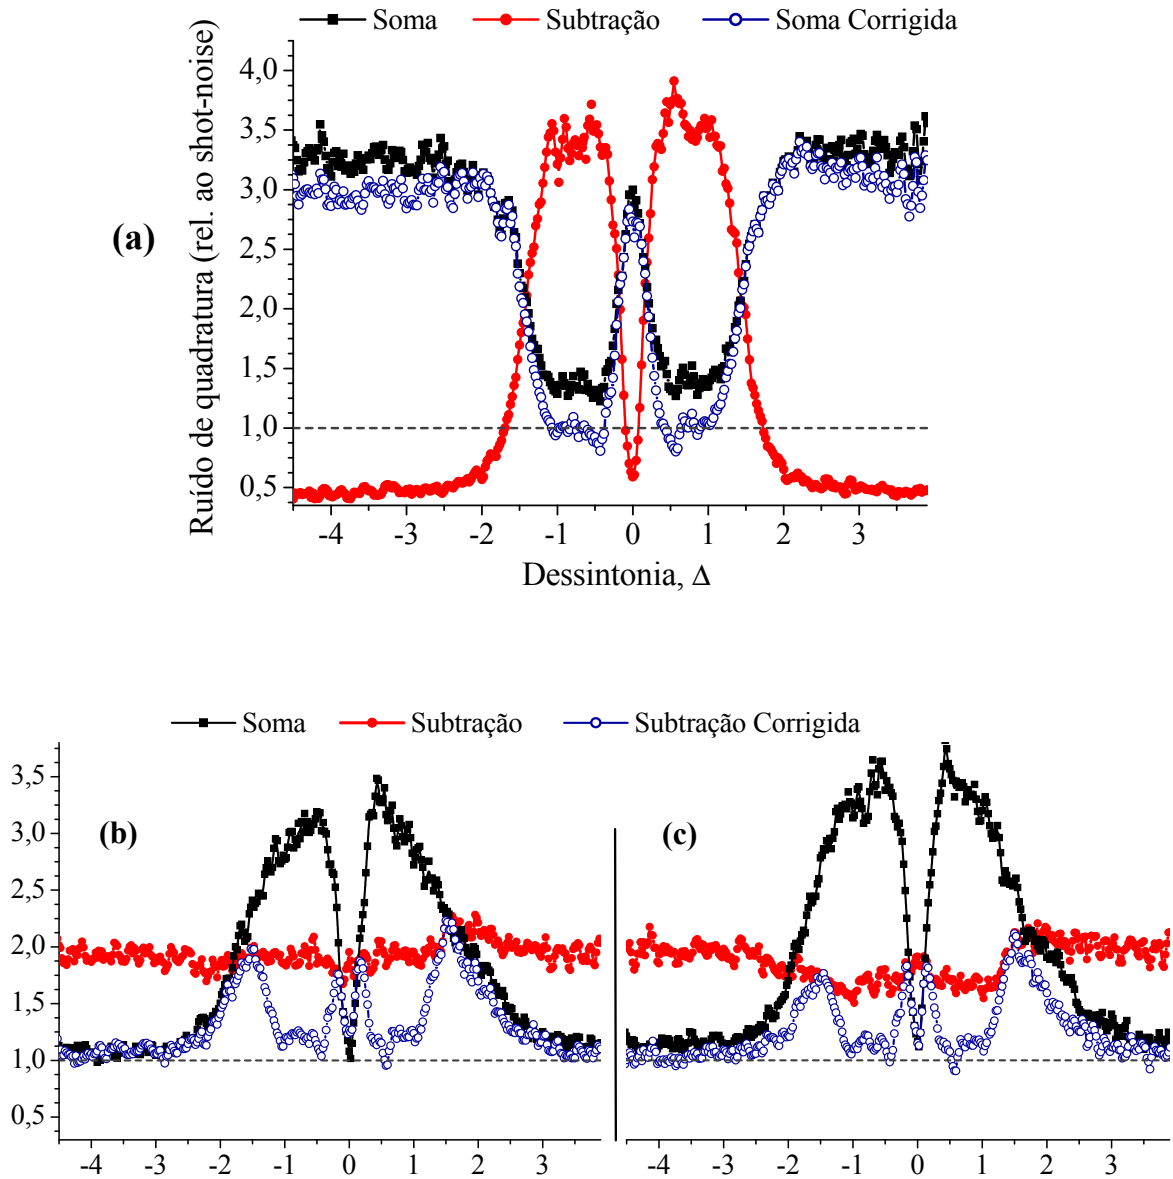 Soma Subtração Soma Corrigida
Ruído de quadratura (rel. ao shot-noise)
4,0
3,5
3,0
2,5
2,0
1,5
1,0
0,5
(a)
-4 -3 -2 -1 0 1 2 3
Dessintonia, Δ
Soma Subtração Subtração Corrigida
3,5
3,0
2,5
2,0
1,5
1,0
0,5
(b)
(c)
-4 -3 -2 -1 0 1 2 3
-4 -3 -2 -1 0 1 2 3